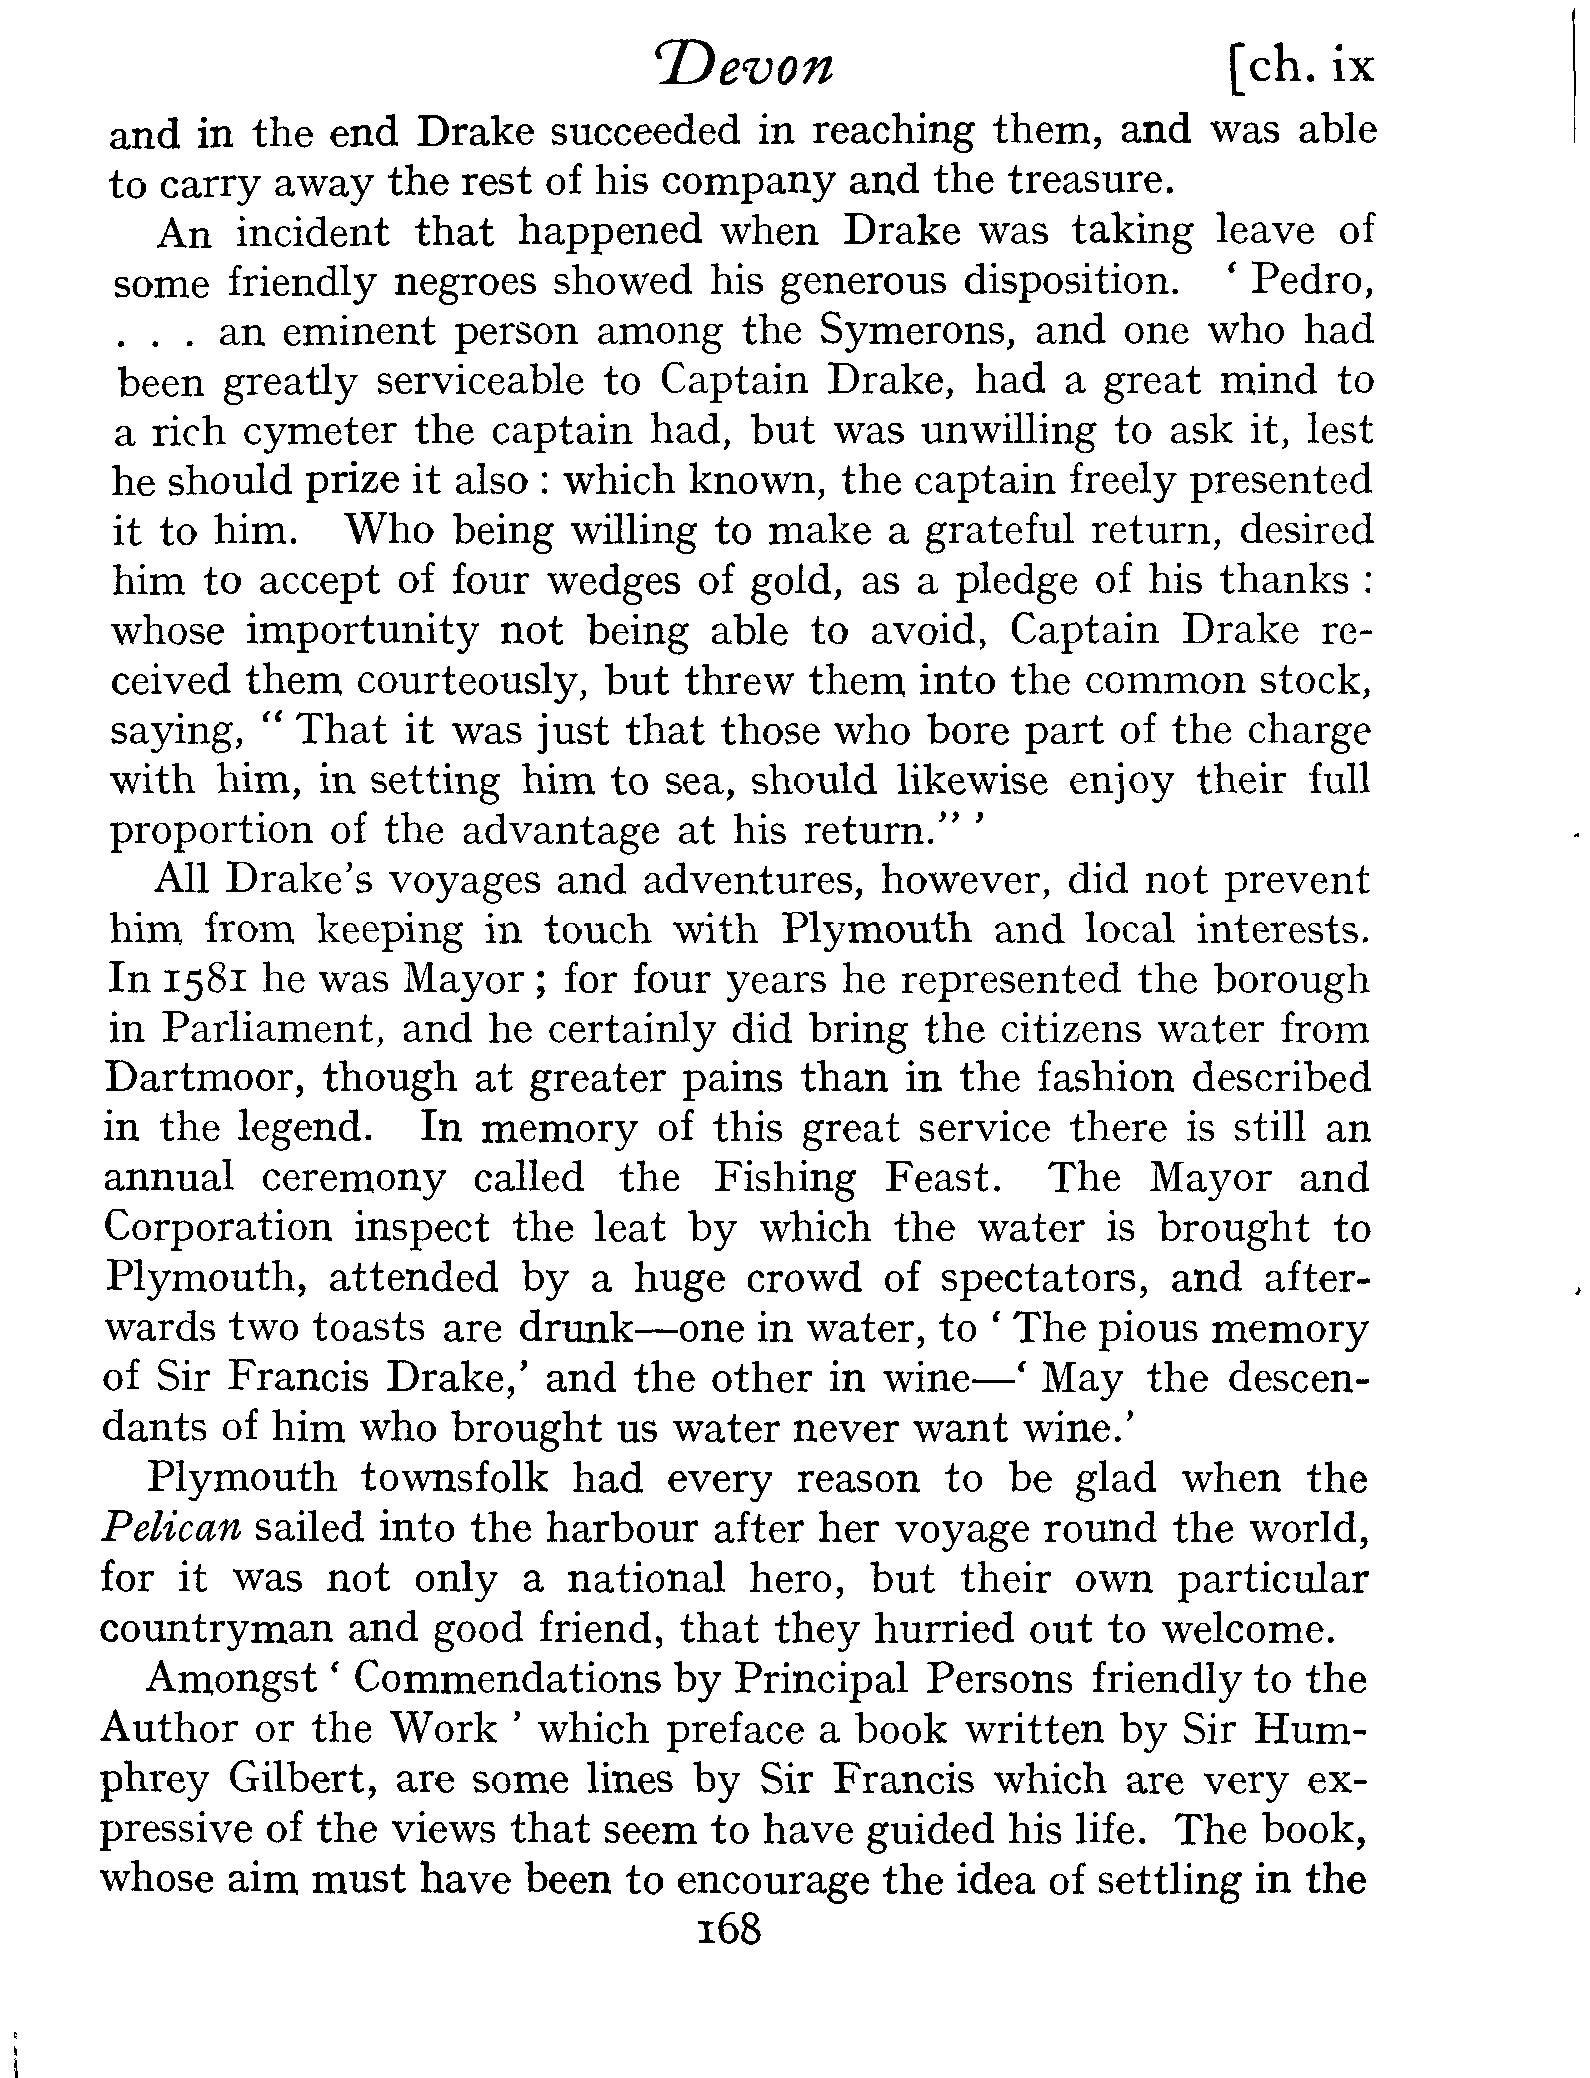 Devon [ch. ix
and in the end Drake succeeded in reaching them, and was able
to carry away the rest of his company and the treasure.
An incident that happened when Drake was taking leave of
some friendly negroes showed his generous disposition. ‘ Pedro,
. . . an eminent person among the Symerons, and one who had
been greatly serviceable to Captain Drake, had a great mind to
a rich cymeter the captain had, but was unwilling to ask it, lest
he should prize it also : which known, the captain freely presented
it to him. Who being willing to make a grateful return, desired
him to accept of four wedges of gold, as a pledge of his thanks :
whose importunity not being able to avoid, Captain Drake re-
ceived them courteously, but threw them into the common stock,
saying, “ That it was just that those who bore part of the charge
with him, in setting him to sea, should likewise enjoy their full
proportion of the advantage at his return.” ’
All Drake’s voyages and adventures, however, did not prevent
him from keeping in touch with Plymouth and local interests.
In 1581 he was Mayor ; for four years he represented the borough
in Parliament, and he certainly did bring the citizens water from
Dartmoor, though at greater pains than in the fashion described
in the legend. In memory of this great service there is still an
annual ceremony called the Fishing Feast. The Mayor and
Corporation inspect the leat by which the water is brought to
Plymouth, attended by a huge crowd of spectators, and after-
wards two toasts are drunk—one in water, to ‘ The pious memory
of Sir Francis Drake,’ and the other in wine—‘ May the descen-
dants of him who brought us water never want wine.’
Plymouth townsfolk had every reason to be glad when the
Pelican sailed into the harbour after her voyage round the world,
for it was not only a national hero, but their own particular
countryman and good friend, that they hurried out to welcome.
Amongst ‘ Commendations by Principal Persons friendly to the
Author or the Work ’ which preface a book written by Sir Hum-
phrey Gilbert, are some lines by Sir Francis which are very ex-
pressive of the views that seem to have guided his life. The book,
whose aim must have been to encourage the idea of settling in the
168